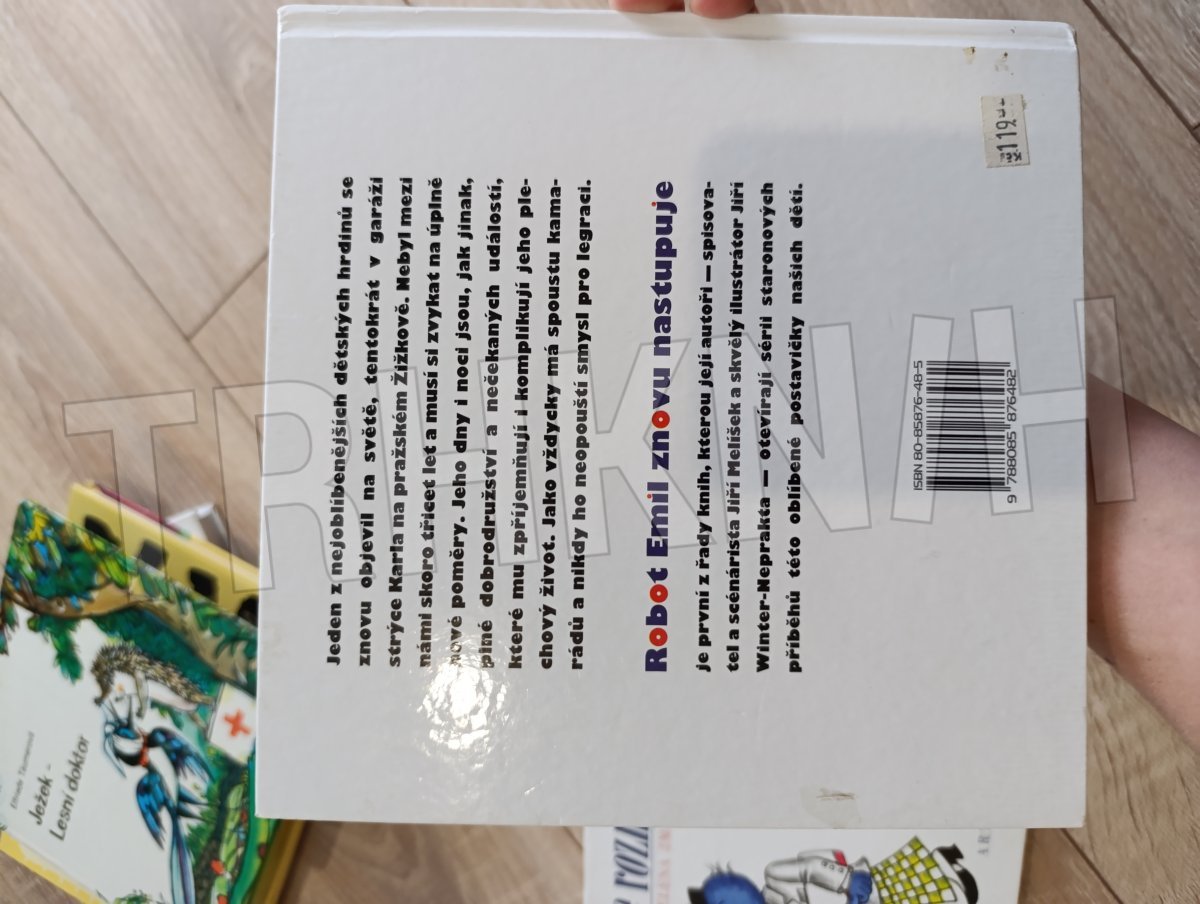 Jeden z nejoblíbenějších dětských hrdinů se
znovu objevil na světě, tentokrát v garáži
strýce Karla na pražském Žižkově. Nebyl mezi
námi skoro třicet let a musí si zvykat na úplně
nové poměry. Jeho dny i noci jsou, jak jinak,
plné dobrodružství a nečekaných událostí,
které mu zpříjemňují i komplikují jeho ple-
chový život. Jako vždycky má spoustu kama-
rádů a nikdy ho neopouští smysl pro legraci.
Robot Emil znovu nastupuje
je první z řady knih, kterou její autoři — spisova-
tel a scénárista Jiří Melíšek a skvělý ilustrátor Jiří
Winter-Neprakta — otevírají sérii staronových
příběhů této oblíbené postavičky našich dětí.
ISBN 80-85876-48-5
9 788085 876482
Kč 119
TREKNIH
Ježek -
Lesní doktor